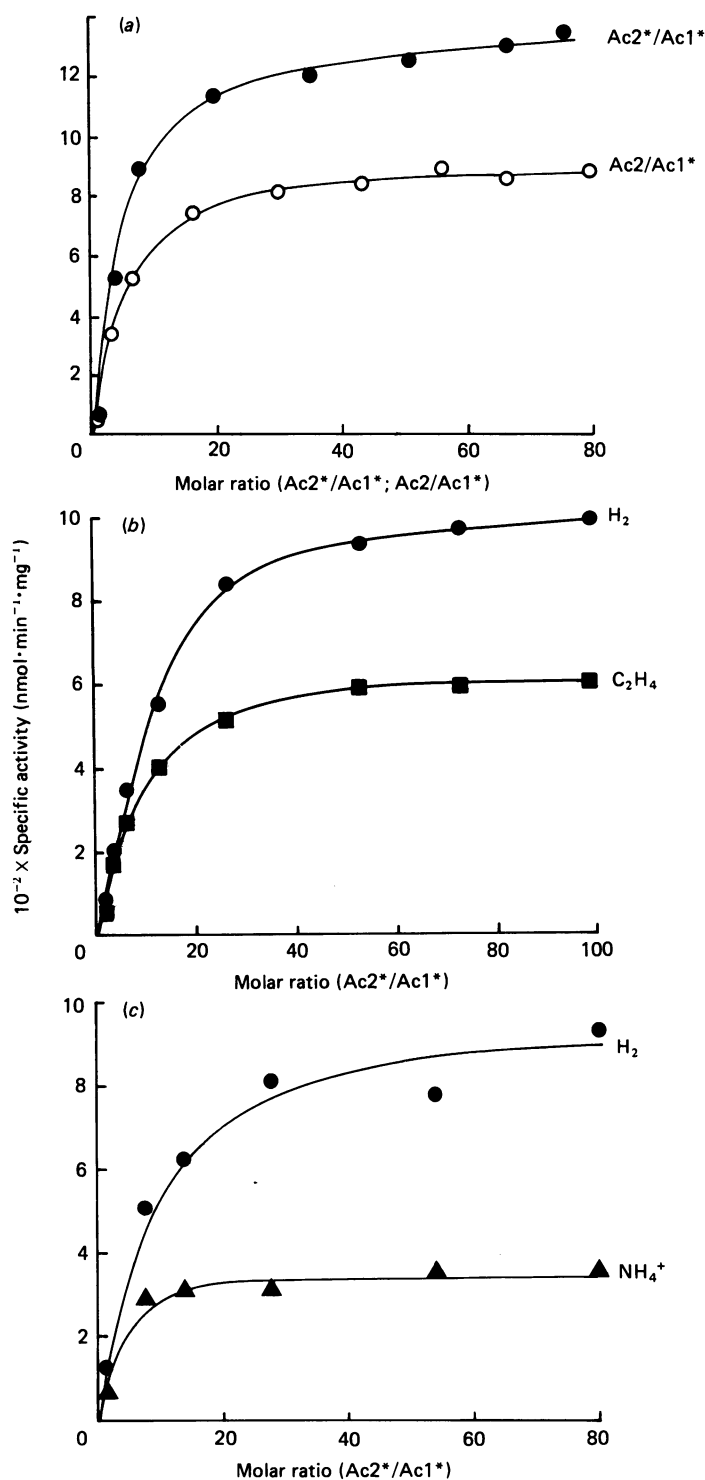 (a)
Ac2*/Ac1*
12
10
Ac2/Ac1*
8
6
4
2
0 20 40 60 80
Molar ratio (Ac2*/Ac1*; Ac2/Ac1*)
10⁻² X Specific activity (nmol·min⁻¹·mg⁻¹)
10 (b) H₂
8
6 C₂H₄
4
2
0 20 40 60 80 100
Molar ratio (Ac2*/Ac1*)
10 (c)
H₂
8
6
4 NH₄⁺
2
0 20 40 60 80
Molar ratio (Ac2*/Ac1*)